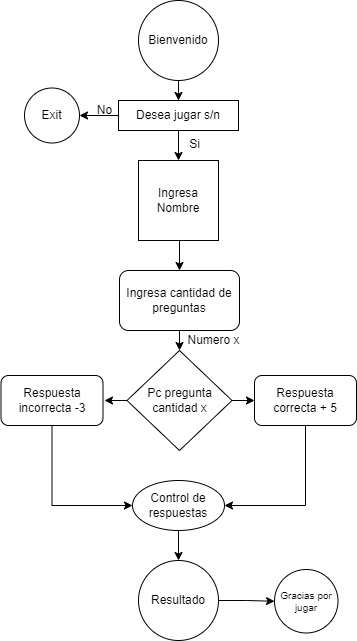 Bienvenido
Desea jugar s/n
No
Exit
Si
Ingresa
Nombre
Ingresa cantidad de
preguntas
Numero x
Pc pregunta
cantidad x
Respuesta
incorrecta -3
Respuesta
correcta + 5
Control de
respuestas
Resultado
Gracias por
jugar